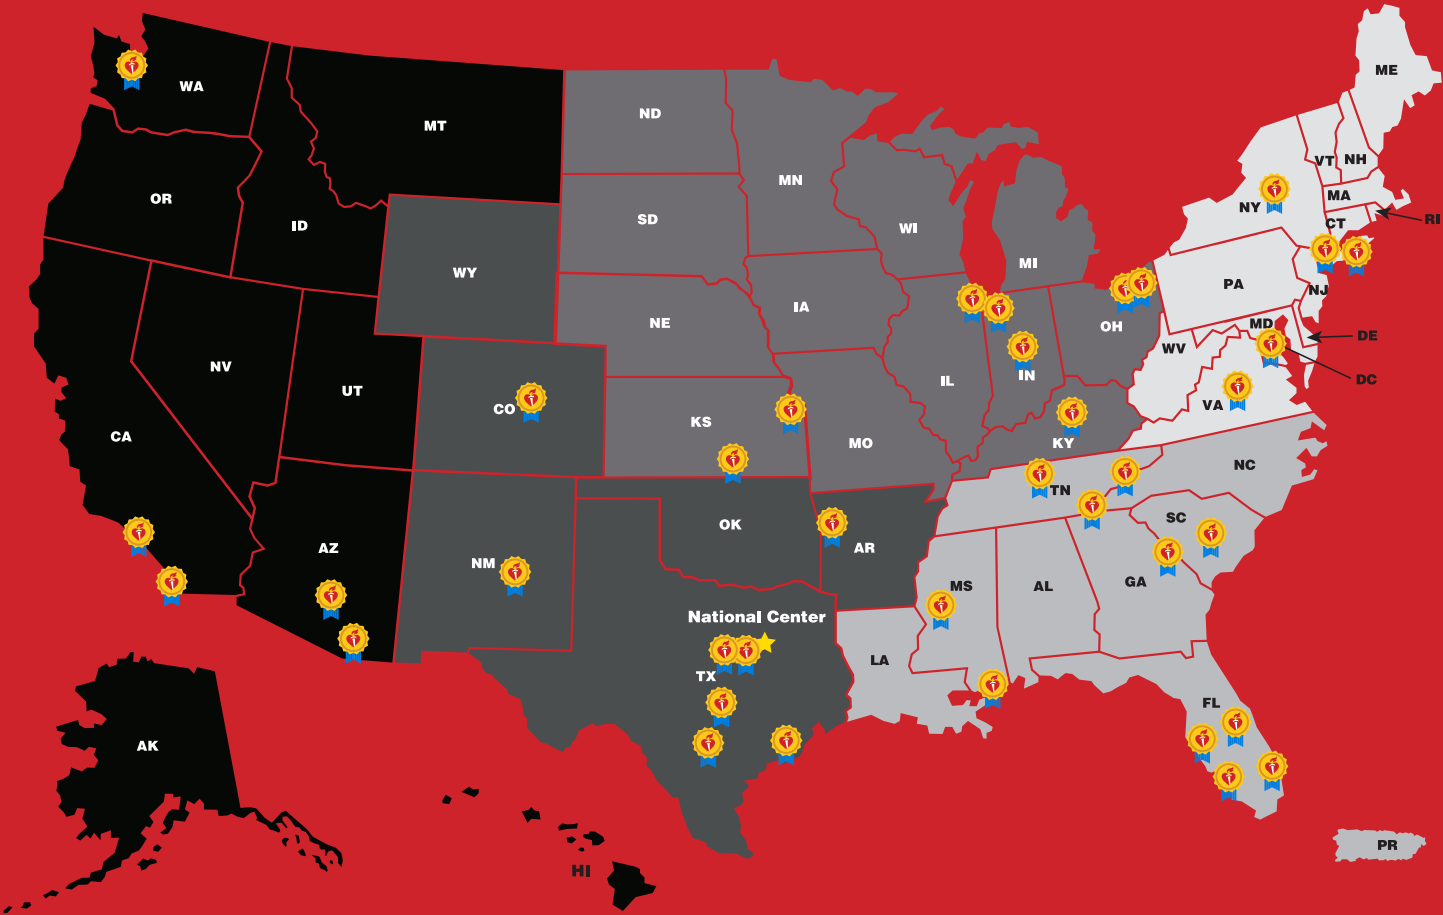 ME
WA
ND
MT
VT
NH
MN
MA
OR
NY
SD
RI
CT
ID
WI
MI
WY
PA
NJ
IA
NE
MD
OH
DE
WV
NV
IN
DC
IL
UT
VA
CO
KS
CA
MO
KY
NC
TN
SC
OK
AZ
AR
NM
GA
MS
AL
National Center
LA
TX
FL
AK
PR
HI